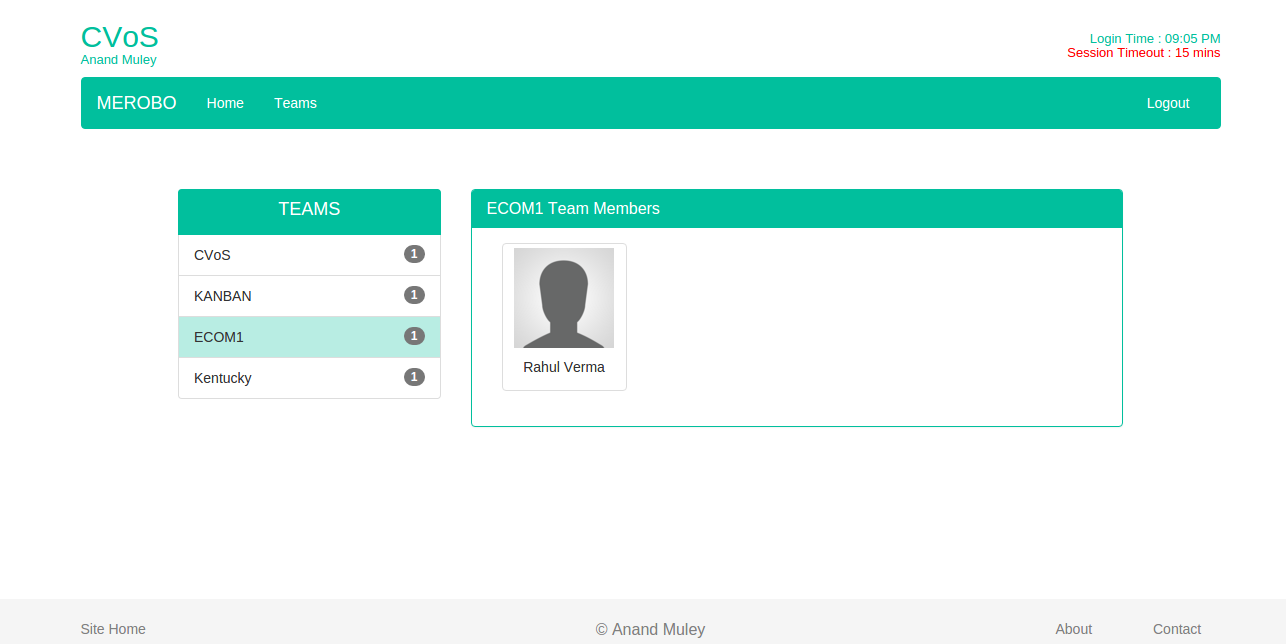 CVoS
Anand Muley
Login Time : 09:05 PM
Session Timeout : 15 mins
MEROBO Home Teams Logout
TEAMS
CVoS 1
KANBAN 1
ECOM1 1
Kentucky 1
ECOM1 Team Members
Rahul Verma
Site Home © Anand Muley About Contact